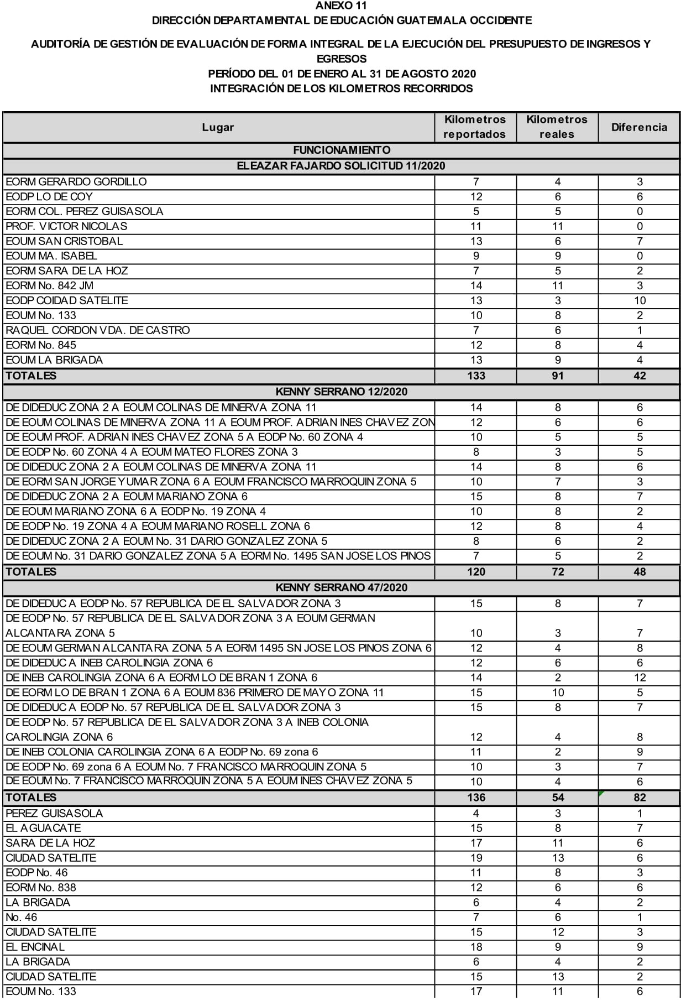 ANEXO 11
DIRECCIÓN DEPARTAMENTAL DE EDUCACIÓN GUATEMALA OCCIDENTE
AUDITORÍA DE GESTIÓN DE EVALUACIÓN DE FORMA INTEGRAL DE LA EJECUCIÓN DEL PRESUPUESTO DE INGRESOS Y
EGRESOS
PERÍODO DEL 01 DE ENERO AL 31 DE AGOSTO 2020
INTEGRACIÓN DE LOS KILOMETROS RECORRIDOS
Lugar Kilometros reportados Kilometros reales Diferencia
FUNCIONAMIENTO
ELEAZAR FAJARDO SOLICITUD 11/2020
EORM GERARDO GORDILLO 7 4 3
EODP LO DE COY 12 6 6
EORM COL. PEREZ GUISASOLA 5 5 0
PROF. VICTOR NICOLAS 11 11 0
EOUM SAN CRISTOBAL 13 6 7
EOUM MA. ISABEL 9 9 0
EORM SARA DE LA HOZ 7 5 2
EORM No. 842 JM 14 11 3
EODP COIDAD SATELITE 13 3 10
EOUM No. 133 10 8 2
RAQUEL CORDON VDA. DE CASTRO 7 6 1
EORM No. 845 12 8 4
EOUM LA BRIGADA 13 9 4
TOTALES 133 91 42
KENNY SERRANO 12/2020
DE DIDEDUC ZONA 2 A EOUM COLINAS DE MINERVA ZONA 11 14 8 6
DE EOUM COLINAS DE MINERVA ZONA 11 A EOUM PROF. ADRIAN INES CHAVEZ ZON 12 6 6
DE EOUM PROF. ADRIAN INES CHAVEZ ZONA 5 A EODP No. 60 ZONA 4 10 5 5
DE EODP No. 60 ZONA 4 A EOUM MATEO FLORES ZONA 3 8 3 5
DE DIDEDUC ZONA 2 A EOUM COLINAS DE MINERVA ZONA 11 14 8 6
DE EORM SAN JORGE YUMAR ZONA 6 A EOUM FRANCISCO MARROQUIN ZONA 5 10 7 3
DE DIDEDUC ZONA 2 A EOUM MARIANO ZONA 6 15 8 7
DE EOUM MARIANO ZONA 6 A EODP No. 19 ZONA 4 10 8 2
DE EODP No. 19 ZONA 4 A EOUM MARIANO ROSELL ZONA 6 12 8 4
DE DIDEDUC ZONA 2 A EOUM No. 31 DARIO GONZALEZ ZONA 5 8 6 2
DE EOUM No. 31 DARIO GONZALEZ ZONA 5 A EORM No. 1495 SAN JOSE LOS PINOS 7 5 2
TOTALES 120 72 48
KENNY SERRANO 47/2020
DE DIDEDUC A EODP No. 57 REPUBLICA DE EL SALVADOR ZONA 3 15 8 7
DE EODP No. 57 REPUBLICA DE EL SALVADOR ZONA 3 A EOUM GERMAN
ALCANTARA ZONA 5 10 3 7
DE EOUM GERMAN ALCANTARA ZONA 5 A EORM 1495 SN JOSE LOS PINOS ZONA 6 12 4 8
DE DIDEDUC A INEB CAROLINGIA ZONA 6 12 6 6
DE INEB CAROLINGIA ZONA 6 A EORM LO DE BRAN 1 ZONA 6 14 2 12
DE EORM LO DE BRAN 1 ZONA 6 A EOUM 836 PRIMERO DE MAYO ZONA 11 15 10 5
DE DIDEDUC A EODP No. 57 REPUBLICA DE EL SALVADOR ZONA 3 15 8 7
DE EODP No. 57 REPUBLICA DE EL SALVADOR ZONA 3 A INEB COLONIA
CAROLINGIA ZONA 6 12 4 8
DE INEB COLONIA CAROLINGIA ZONA 6 A EODP No. 69 zona 6 11 2 9
DE EODP No. 69 zona 6 A EOUM No. 7 FRANCISCO MARROQUIN ZONA 5 10 3 7
DE EOUM No. 7 FRANCISCO MARROQUIN ZONA 5 A EOUM INES CHAVEZ ZONA 5 10 4 6
TOTALES 136 54 82
PEREZ GUISASOLA 4 3 1
EL AGUACATE 15 8 7
SARA DE LA HOZ 17 11 6
CIUDAD SATELITE 19 13 6
EODP No. 46 11 8 3
EORM No. 838 12 6 6
LA BRIGADA 6 4 2
No. 46 7 6 1
CIUDAD SATELITE 15 12 3
EL ENCINAL 18 9 9
LA BRIGADA 6 4 2
CIUDAD SATELITE 15 13 2
EOUM No. 133 17 11 6